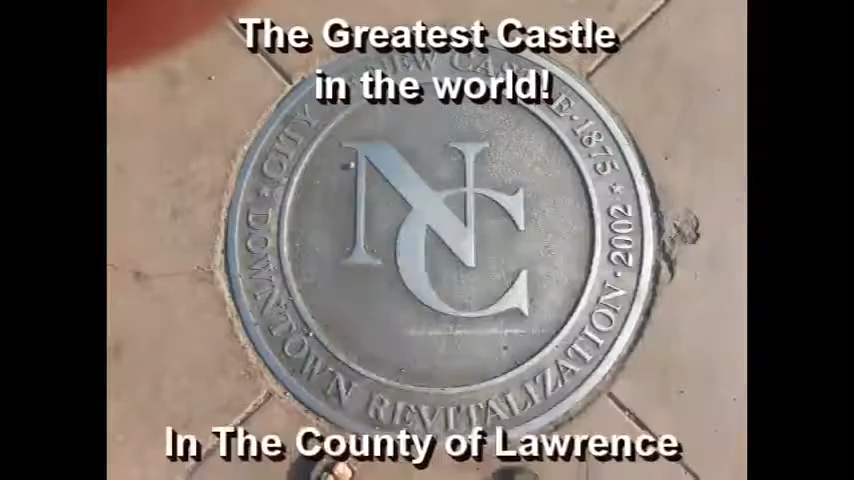 The Greatest Castle
in the world!
CITY OF NEW CASTLE · 1875 *
DOWNTOWN REVITALIZATION · 2002
NC
In The County of Lawrence